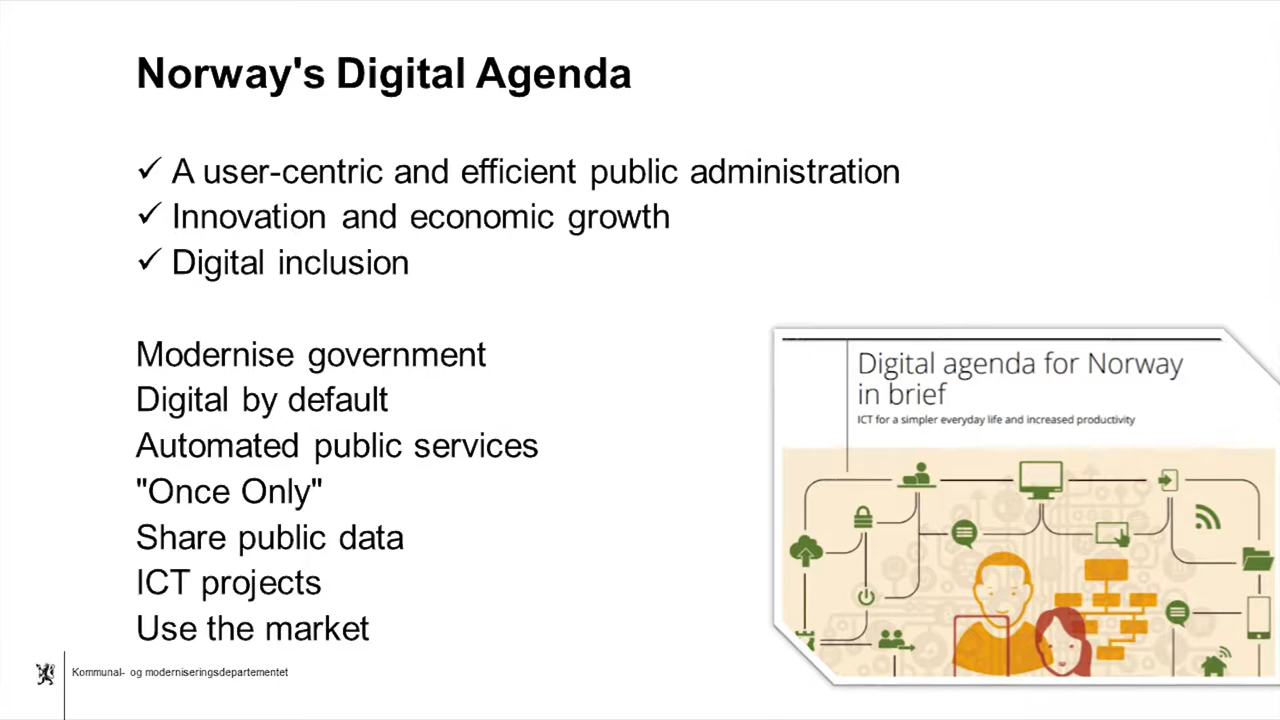 Norway's Digital Agenda
✓ A user-centric and efficient public administration
✓ Innovation and economic growth
✓ Digital inclusion
Modernise government
Digital by default
Automated public services
"Once Only"
Share public data
ICT projects
Use the market
Digital agenda for Norway
in brief
ICT for a simpler everyday life and increased productivity
Kommunal- og moderniseringsdepartementet